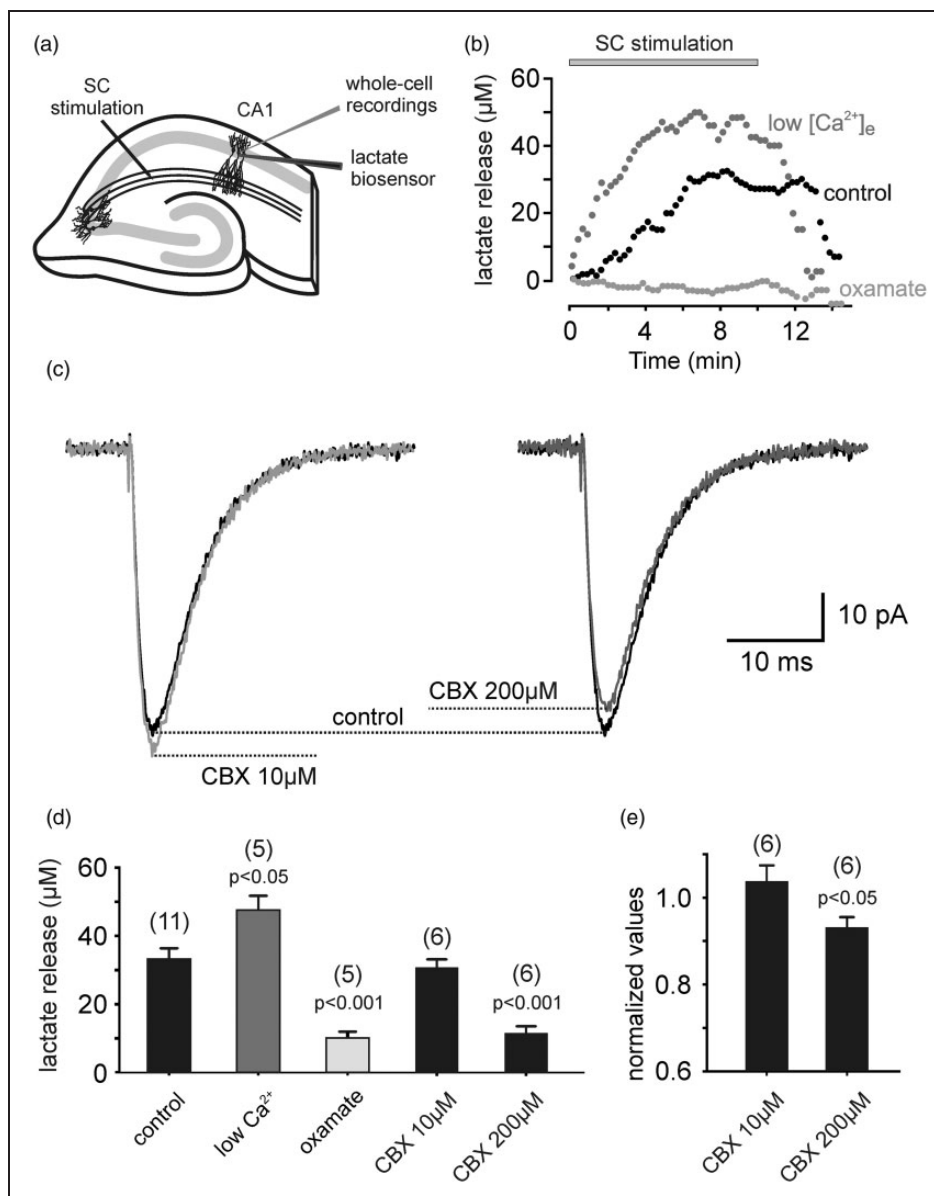 (a)
SC
stimulation
CA1
whole-cell
recordings
lactate
biosensor
(b)
SC stimulation
lactate release (µM)
60
40
20
0
low [Ca²⁺]e
control
oxamate
0
4
8
12
Time (min)
(c)
CBX 200µM
control
CBX 10µM
10 pA
10 ms
(d)
lactate release (µM)
60
40
20
0
(11)
(5)
p<0.05
(5)
p<0.001
(6)
(6)
p<0.001
control
low Ca²⁺
oxamate
CBX 10µM
CBX 200µM
(e)
normalized values
1.0
0.8
0.6
(6)
(6)
p<0.05
CBX 10µM
CBX 200µM